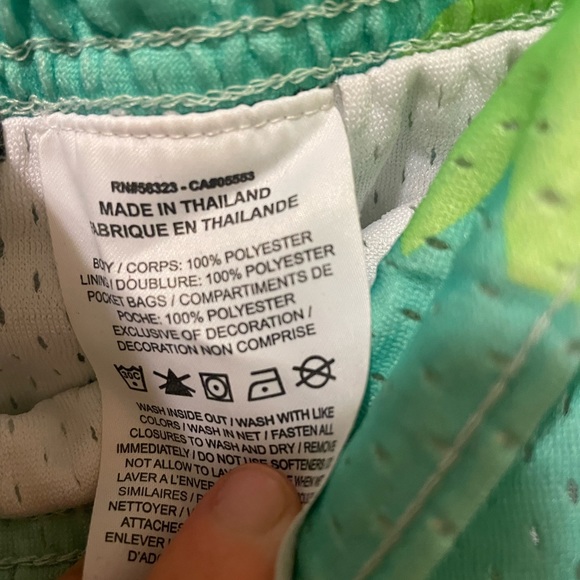 RN#56323 - CA#05553
MADE IN THAILAND
FABRIQUE EN THAILANDE
BODY / CORPS: 100% POLYESTER
LINING / DOUBLURE: 100% POLYESTER
POCKET BAGS / COMPARTIMENTS DE
POCHE: 100% POLYESTER
EXCLUSIVE OF DECORATION /
DECORATION NON COMPRISE
30C
WASH INSIDE OUT / WASH WITH LIKE
COLORS / WASH IN NET / FASTEN ALL
CLOSURES TO WASH AND DRY / REMOVE
IMMEDIATELY / DO NOT USE SOFTENERS
NOT ALLOW TO
LAVER A L'ENVERS
SIMILAIRES /
NETTOYER /
ATTACHES
ENLEVER